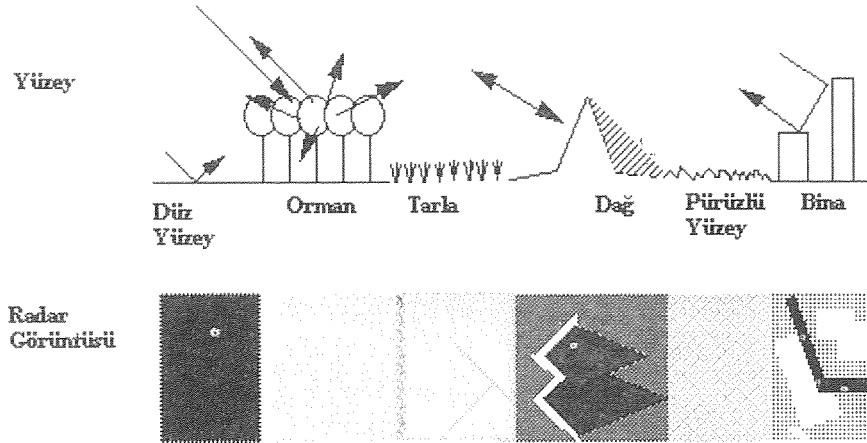 Yüzey
Düz
Yüzey
Orman
Tarla
Dağ
Pürüzlü
Yüzey
Bina
Radar
Görüntüsü